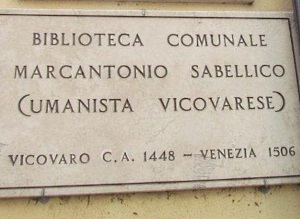 BIBLIOTECA COMUNALE
MARCANTONIO SABELLICO
(UMANISTA VICOVARESE)
VICOVARO C.A. 1448 – VENEZIA 1506